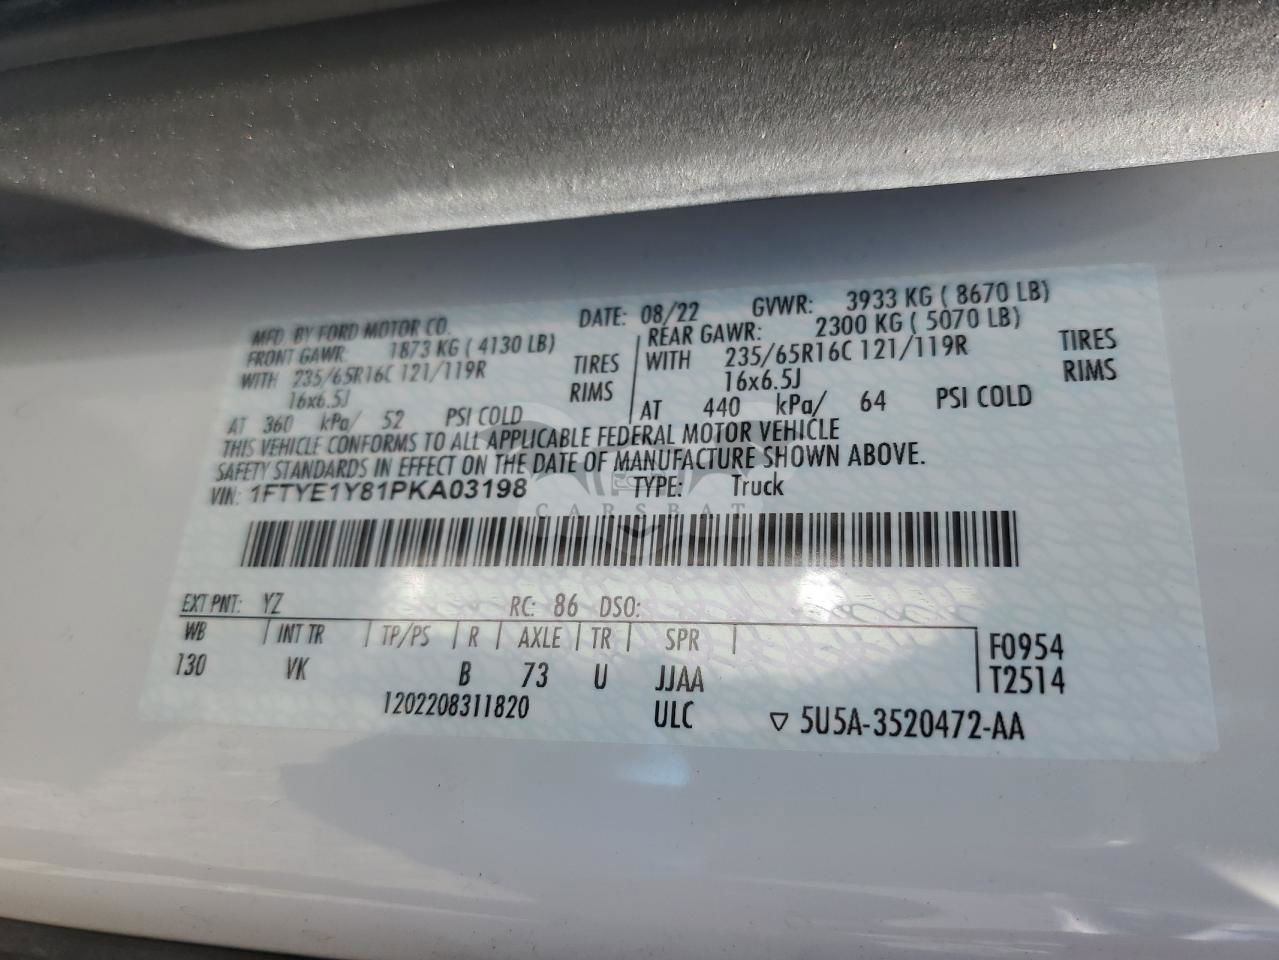 MFD. BY FORD MOTOR CO. DATE: 08/22 GVWR: 3933 KG ( 8670 LB)
FRONT GAWR: 1873 KG ( 4130 LB) REAR GAWR: 2300 KG ( 5070 LB)
WITH 235/65R16C 121/119R TIRES WITH 235/65R16C 121/119R TIRES
16x6.5J RIMS 16x6.5J RIMS
AT 360 kPa/ 52 PSI COLD AT 440 kPa/ 64 PSI COLD
THIS VEHICLE CONFORMS TO ALL APPLICABLE FEDERAL MOTOR VEHICLE
SAFETY STANDARDS IN EFFECT ON THE DATE OF MANUFACTURE SHOWN ABOVE.
VIN: 1FTYE1Y81PKA03198 TYPE: Truck
CARSBAT
EXT PNT: YZ RC: 86 DSO:
WB INT TR TP/PS R AXLE TR SPR F0954
130 VK B 73 U JJAA T2514
1202208311820 ULC ▽ 5U5A-3520472-AA